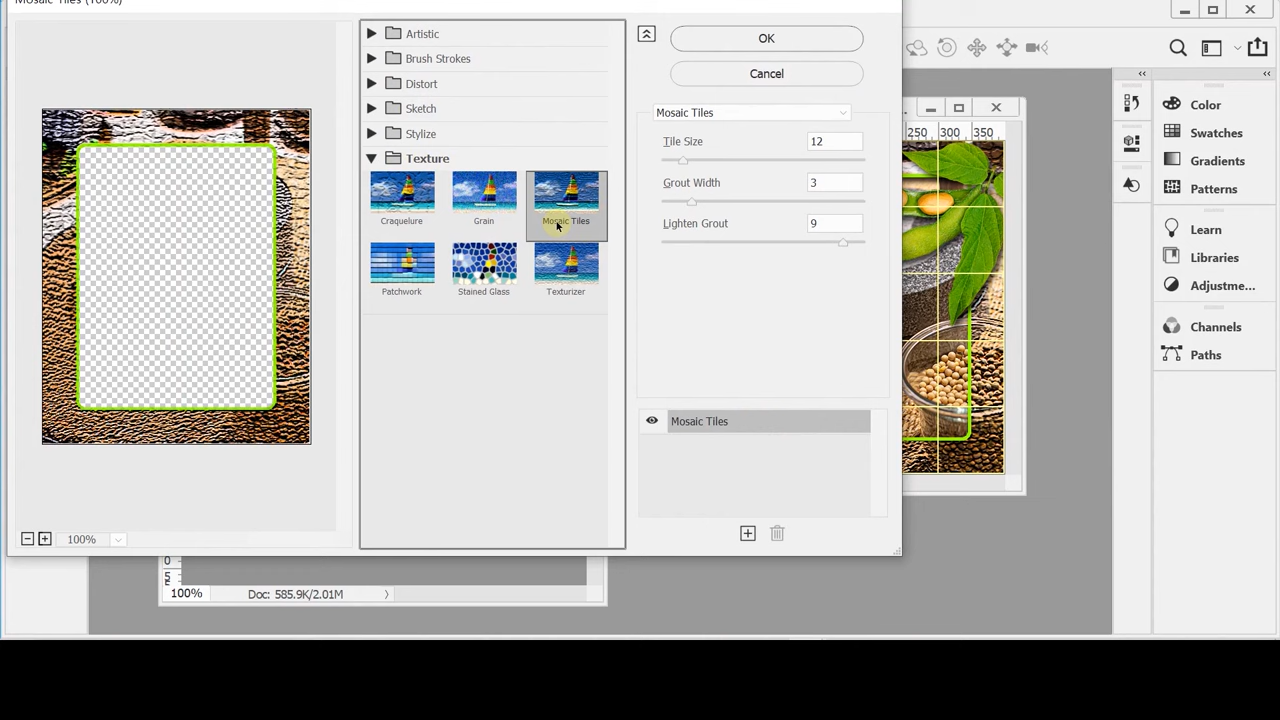 Mosaic Tiles (100%)
Artistic
Brush Strokes
Distort
Sketch
Stylize
Texture
Craquelure
Grain
Mosaic Tiles
Patchwork
Stained Glass
Texturizer
100%
OK
Cancel
Mosaic Tiles
Tile Size 12
Grout Width 3
Lighten Grout 9
Mosaic Tiles
250 300 350
Color
Swatches
Gradients
Patterns
Learn
Libraries
Adjustme...
Channels
Paths
0
5
100% Doc: 585.9K/2.01M